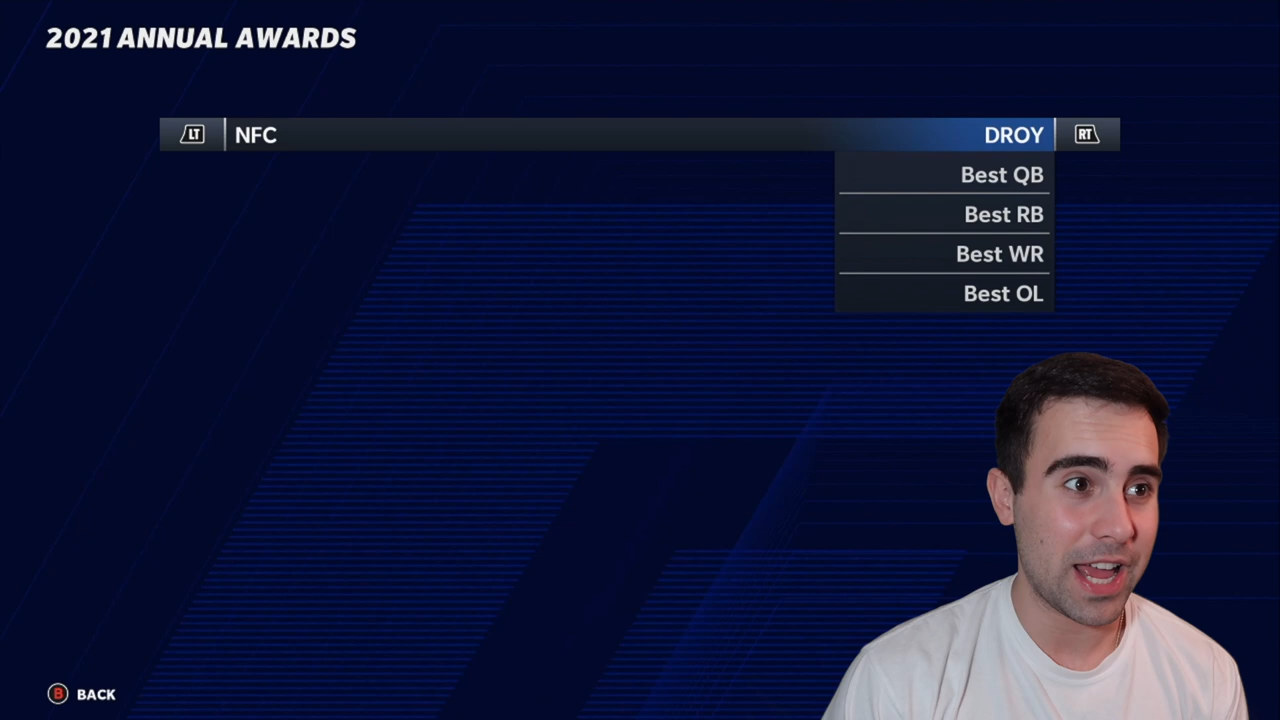 2021 ANNUAL AWARDS
LT NFC DROY RT
Best QB
Best RB
Best WR
Best OL
B BACK